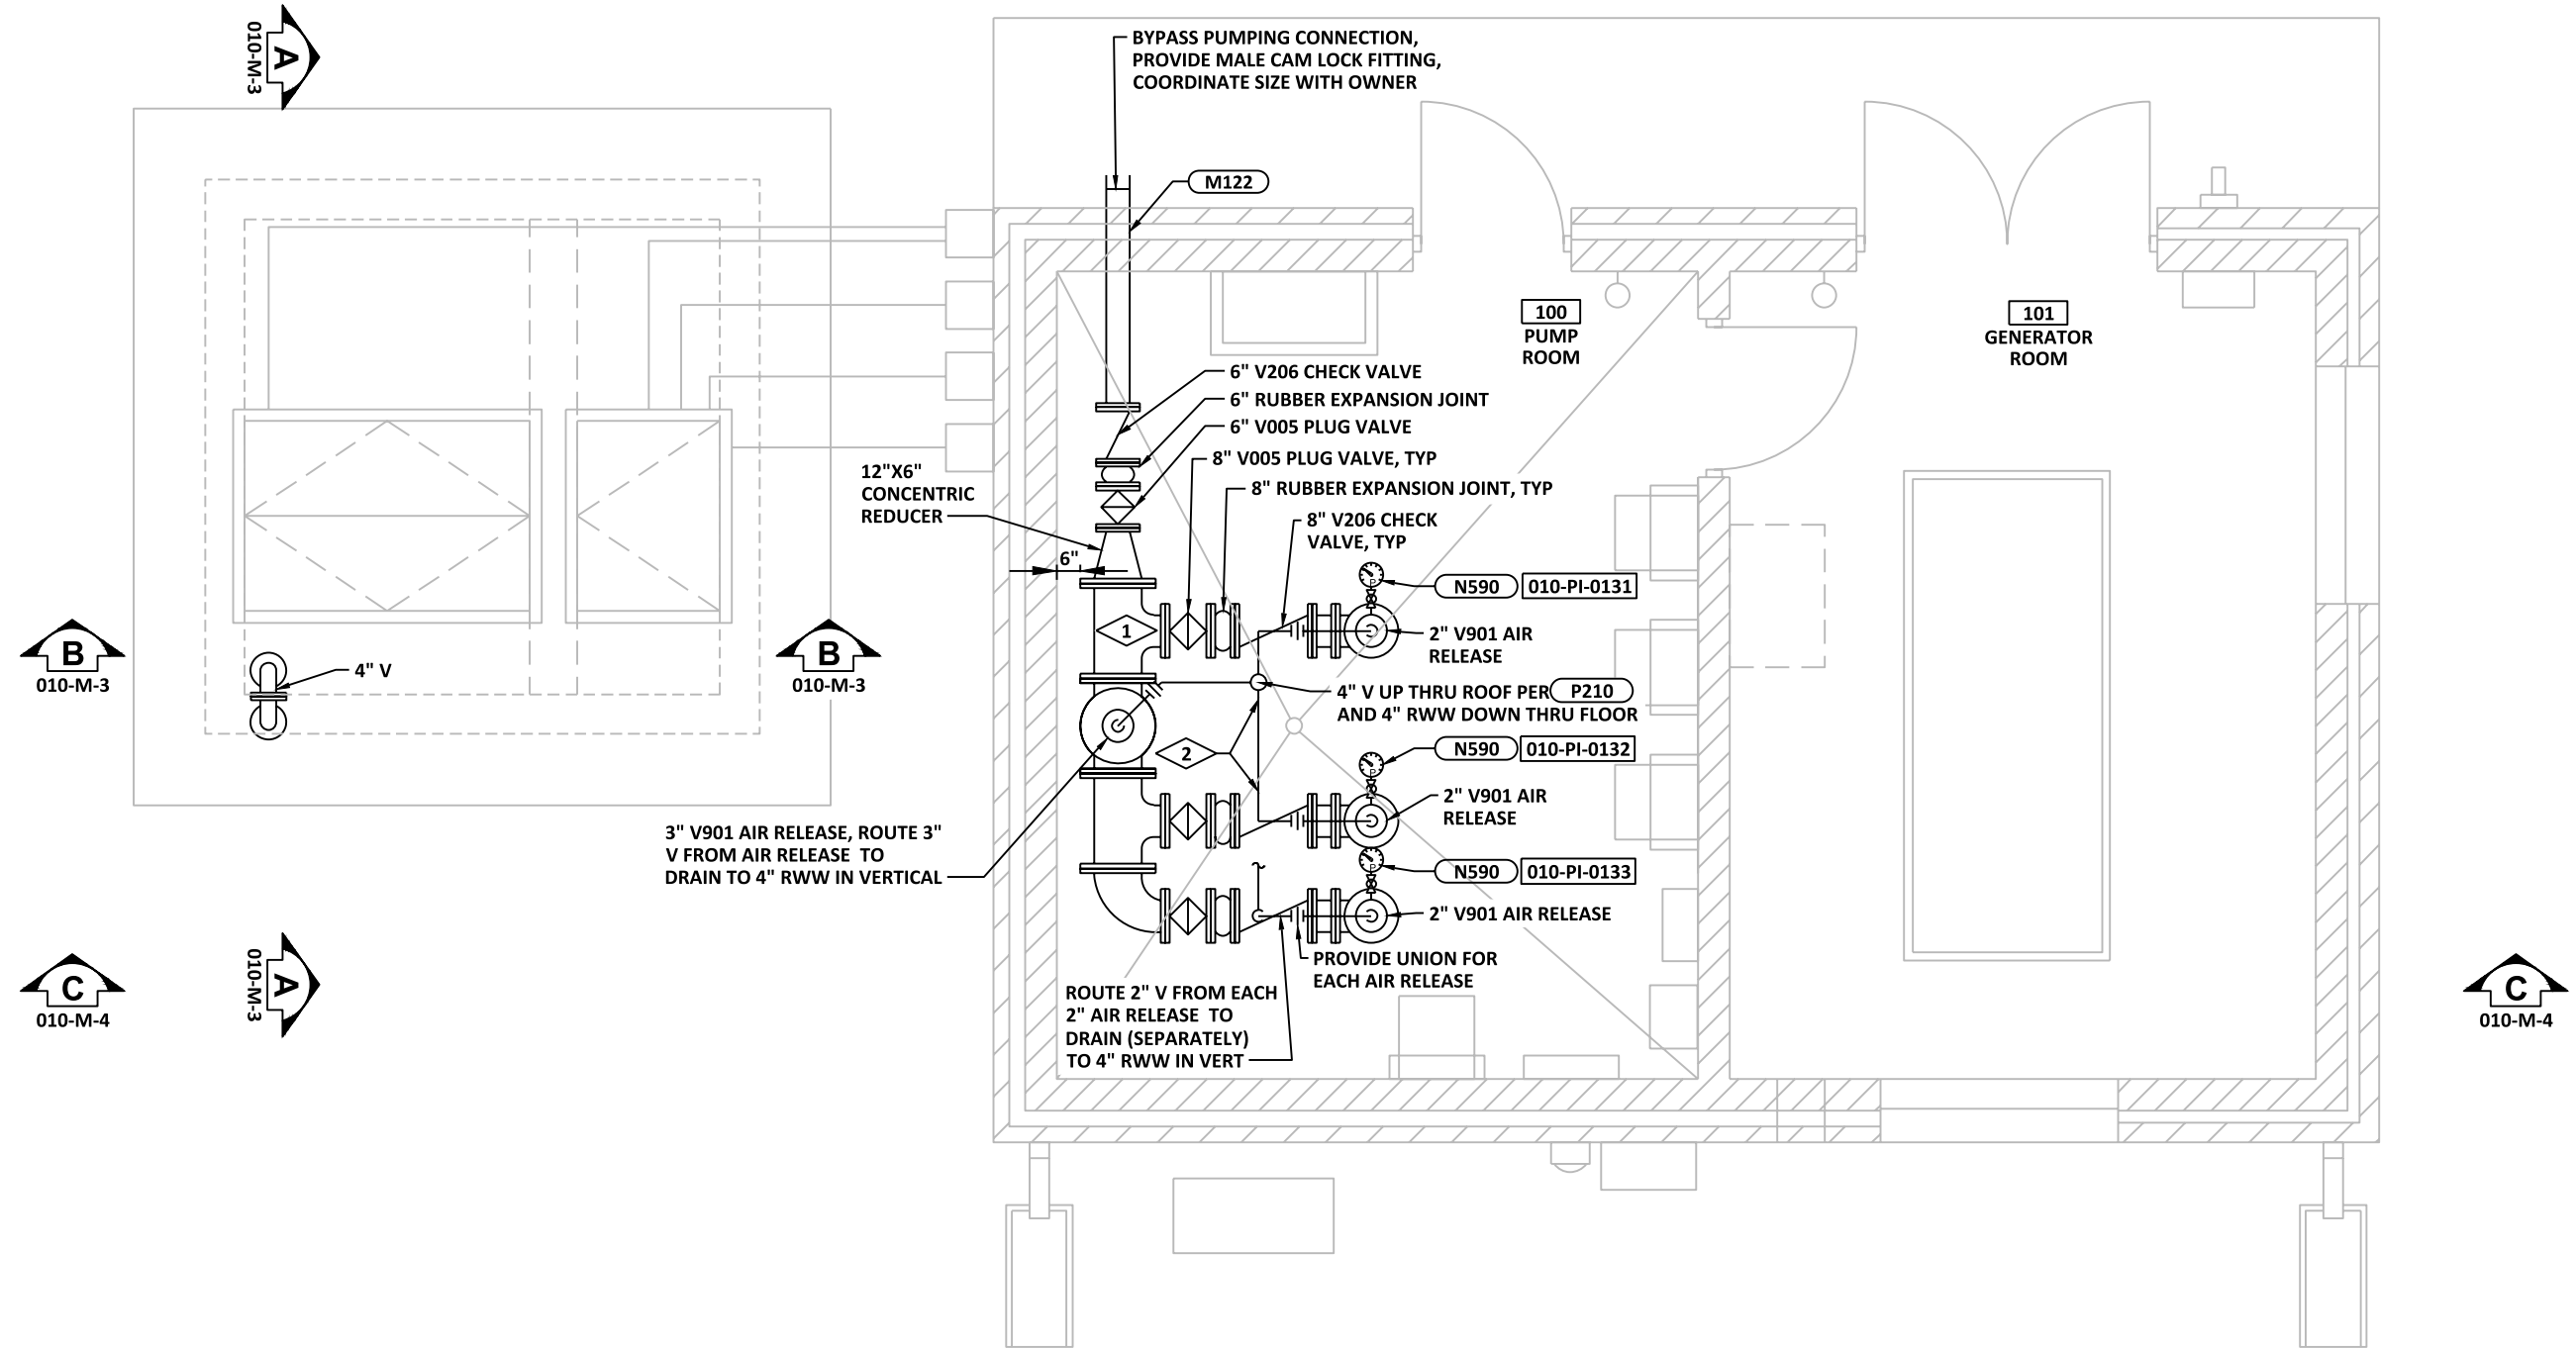 A
010-M-3
BYPASS PUMPING CONNECTION,
PROVIDE MALE CAM LOCK FITTING,
COORDINATE SIZE WITH OWNER
M122
100
PUMP
ROOM
101
GENERATOR
ROOM
6" V206 CHECK VALVE
6" RUBBER EXPANSION JOINT
6" V005 PLUG VALVE
8" V005 PLUG VALVE, TYP
8" RUBBER EXPANSION JOINT, TYP
8" V206 CHECK
VALVE, TYP
12"X6"
CONCENTRIC
REDUCER
6"
P
N590
010-PI-0131
1
2" V901 AIR
RELEASE
B
010-M-3
B
010-M-3
4" V
4" V UP THRU ROOF PER P210
AND 4" RWW DOWN THRU FLOOR
2
P
N590
010-PI-0132
2" V901 AIR
RELEASE
3" V901 AIR RELEASE, ROUTE 3"
V FROM AIR RELEASE TO
DRAIN TO 4" RWW IN VERTICAL
P
N590
010-PI-0133
2" V901 AIR RELEASE
PROVIDE UNION FOR
EACH AIR RELEASE
ROUTE 2" V FROM EACH
2" AIR RELEASE TO
DRAIN (SEPARATELY)
TO 4" RWW IN VERT
C
010-M-4
A
010-M-3
C
010-M-4